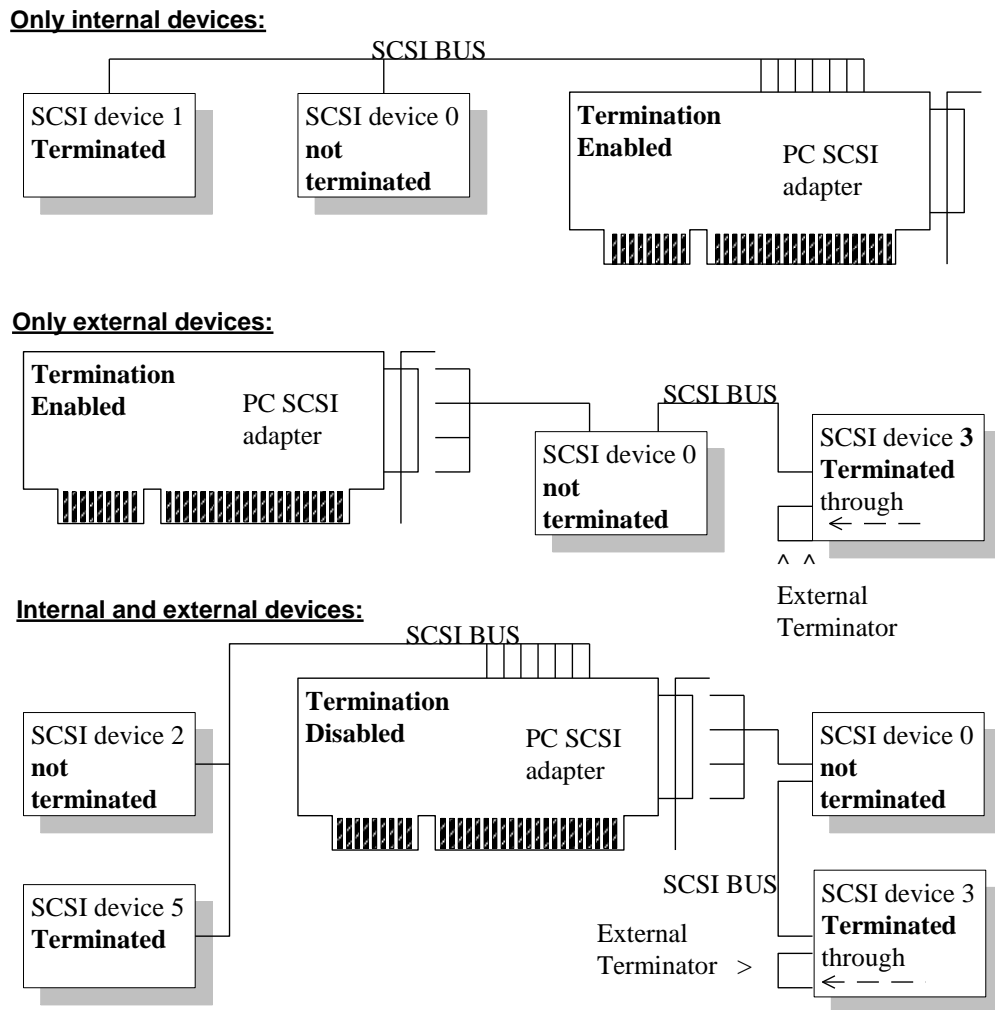 Only internal devices:
SCSI BUS
SCSI device 1
Terminated
SCSI device 0
not
terminated
Termination
Enabled
PC SCSI
adapter
Only external devices:
Termination
Enabled
PC SCSI
adapter
SCSI BUS
SCSI device 0
not
terminated
SCSI device 3
Terminated
through
^ ^
External
Terminator
Internal and external devices:
SCSI BUS
SCSI device 2
not
terminated
Termination
Disabled
PC SCSI
adapter
SCSI device 0
not
terminated
SCSI device 5
Terminated
SCSI BUS
External
Terminator >
SCSI device 3
Terminated
through